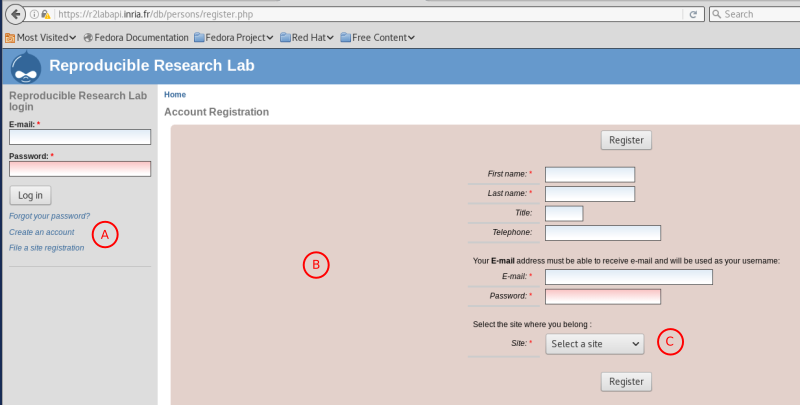 https://r2labapi.inria.fr/db/persons/register.php
Search
Most Visited
Fedora Documentation
Fedora Project
Red Hat
Free Content
Reproducible Research Lab
Reproducible Research Lab
login
E-mail: *
Password: *
Log in
Forgot your password?
Create an account
File a site registration
A
Home
Account Registration
Register
First name: *
Last name: *
Title:
Telephone:
B
Your E-mail address must be able to receive e-mail and will be used as your username:
E-mail: *
Password: *
Select the site where you belong :
Site: *
Select a site
C
Register